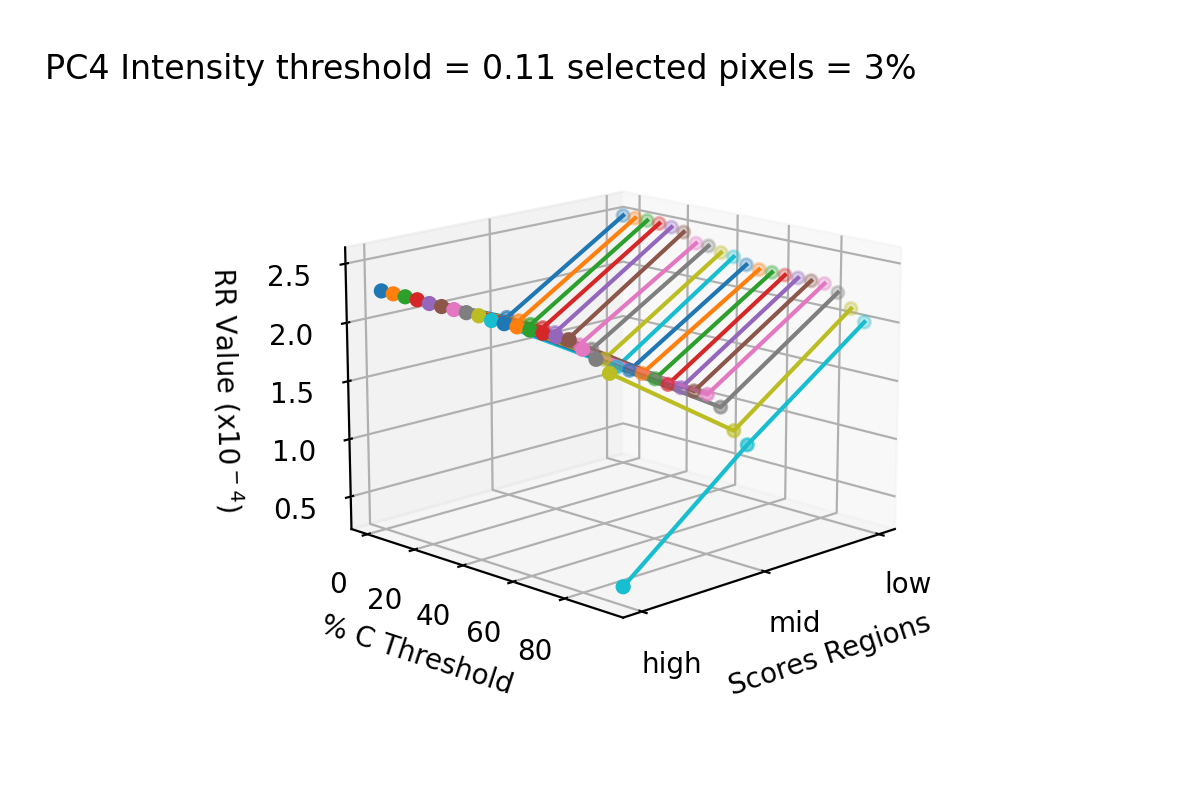 PC4 Intensity threshold = 0.11 selected pixels = 3%
RR Value (x10⁻⁴)
2.5
2.0
1.5
1.0
0.5
0
20
40
60
80
% C Threshold
high
mid
low
Scores Regions